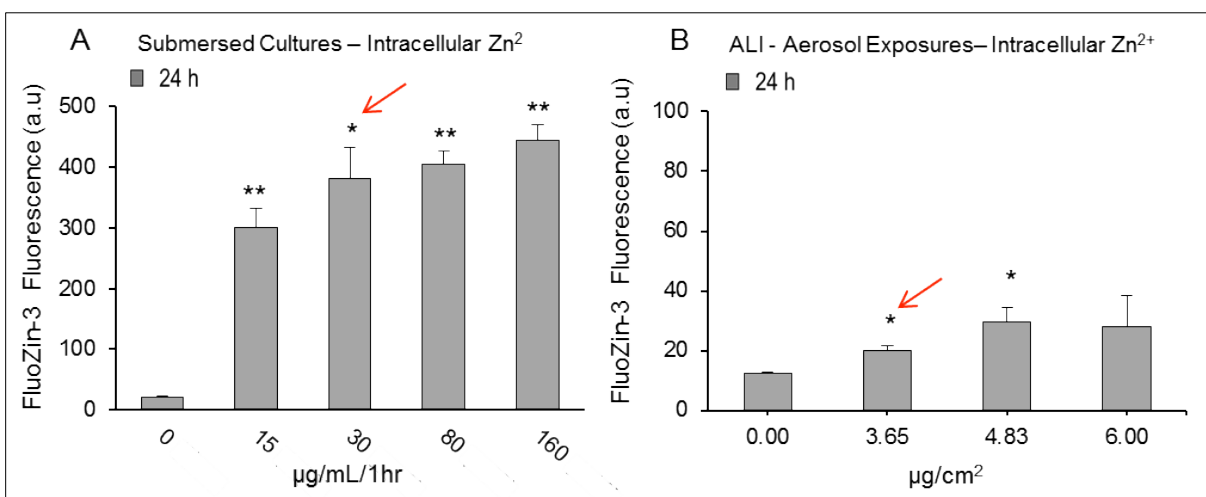 A Submersed Cultures – Intracellular Zn²
24 h
FluoZin-3 Fluorescence (a.u)
500
400
300
200
100
0
** * ** **
0 15 30 80 160
µg/mL/1hr
B ALI - Aerosol Exposures– Intracellular Zn²⁺
24 h
FluoZin-3 Fluorescence (a.u)
100
80
60
40
20
0
* *
0.00 3.65 4.83 6.00
µg/cm²